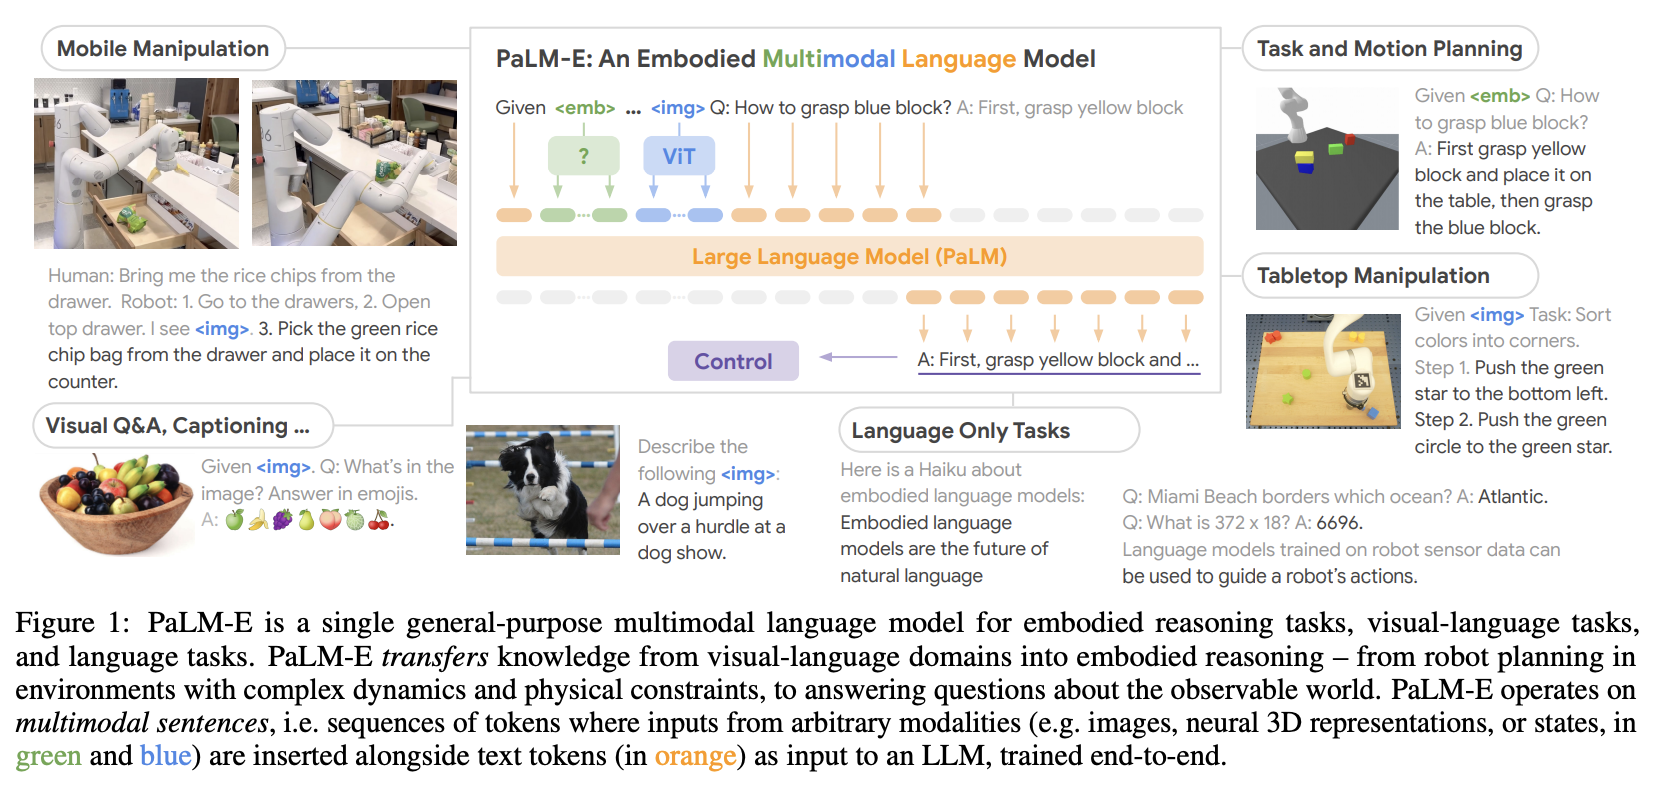 Mobile Manipulation
Human: Bring me the rice chips from the
drawer. Robot: 1. Go to the drawers, 2. Open
top drawer. I see <img>. 3. Pick the green rice
chip bag from the drawer and place it on the
counter.
Visual Q&A, Captioning ...
Given <img>. Q: What's in the
image? Answer in emojis.
A: 🍏🍌🍇🍐🍑🍈🍒.
PaLM-E: An Embodied Multimodal Language Model
Given <emb> ... <img> Q: How to grasp blue block? A: First, grasp yellow block
?
ViT
Large Language Model (PaLM)
Control
A: First, grasp yellow block and ...
Describe the
following <img>:
A dog jumping
over a hurdle at a
dog show.
Language Only Tasks
Here is a Haiku about
embodied language models:
Embodied language
models are the future of
natural language
Q: Miami Beach borders which ocean? A: Atlantic.
Q: What is 372 x 18? A: 6696.
Language models trained on robot sensor data can
be used to guide a robot's actions.
Task and Motion Planning
Given <emb> Q: How
to grasp blue block?
A: First grasp yellow
block and place it on
the table, then grasp
the blue block.
Tabletop Manipulation
Given <img> Task: Sort
colors into corners.
Step 1. Push the green
star to the bottom left.
Step 2. Push the green
circle to the green star.
Figure 1: PaLM-E is a single general-purpose multimodal language model for embodied reasoning tasks, visual-language tasks,
and language tasks. PaLM-E transfers knowledge from visual-language domains into embodied reasoning – from robot planning in
environments with complex dynamics and physical constraints, to answering questions about the observable world. PaLM-E operates on
multimodal sentences, i.e. sequences of tokens where inputs from arbitrary modalities (e.g. images, neural 3D representations, or states, in
green and blue) are inserted alongside text tokens (in orange) as input to an LLM, trained end-to-end.